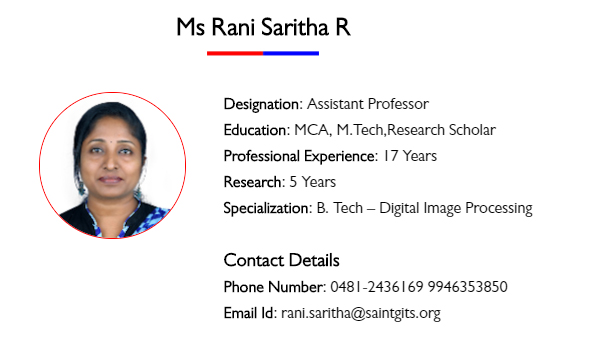 Ms Rani Saritha R
Designation: Assistant Professor
Education: MCA, M.Tech,Research Scholar
Professional Experience: 17 Years
Research: 5 Years
Specialization: B. Tech – Digital Image Processing
Contact Details
Phone Number: 0481-2436169 9946353850
Email Id: rani.saritha@saintgits.org